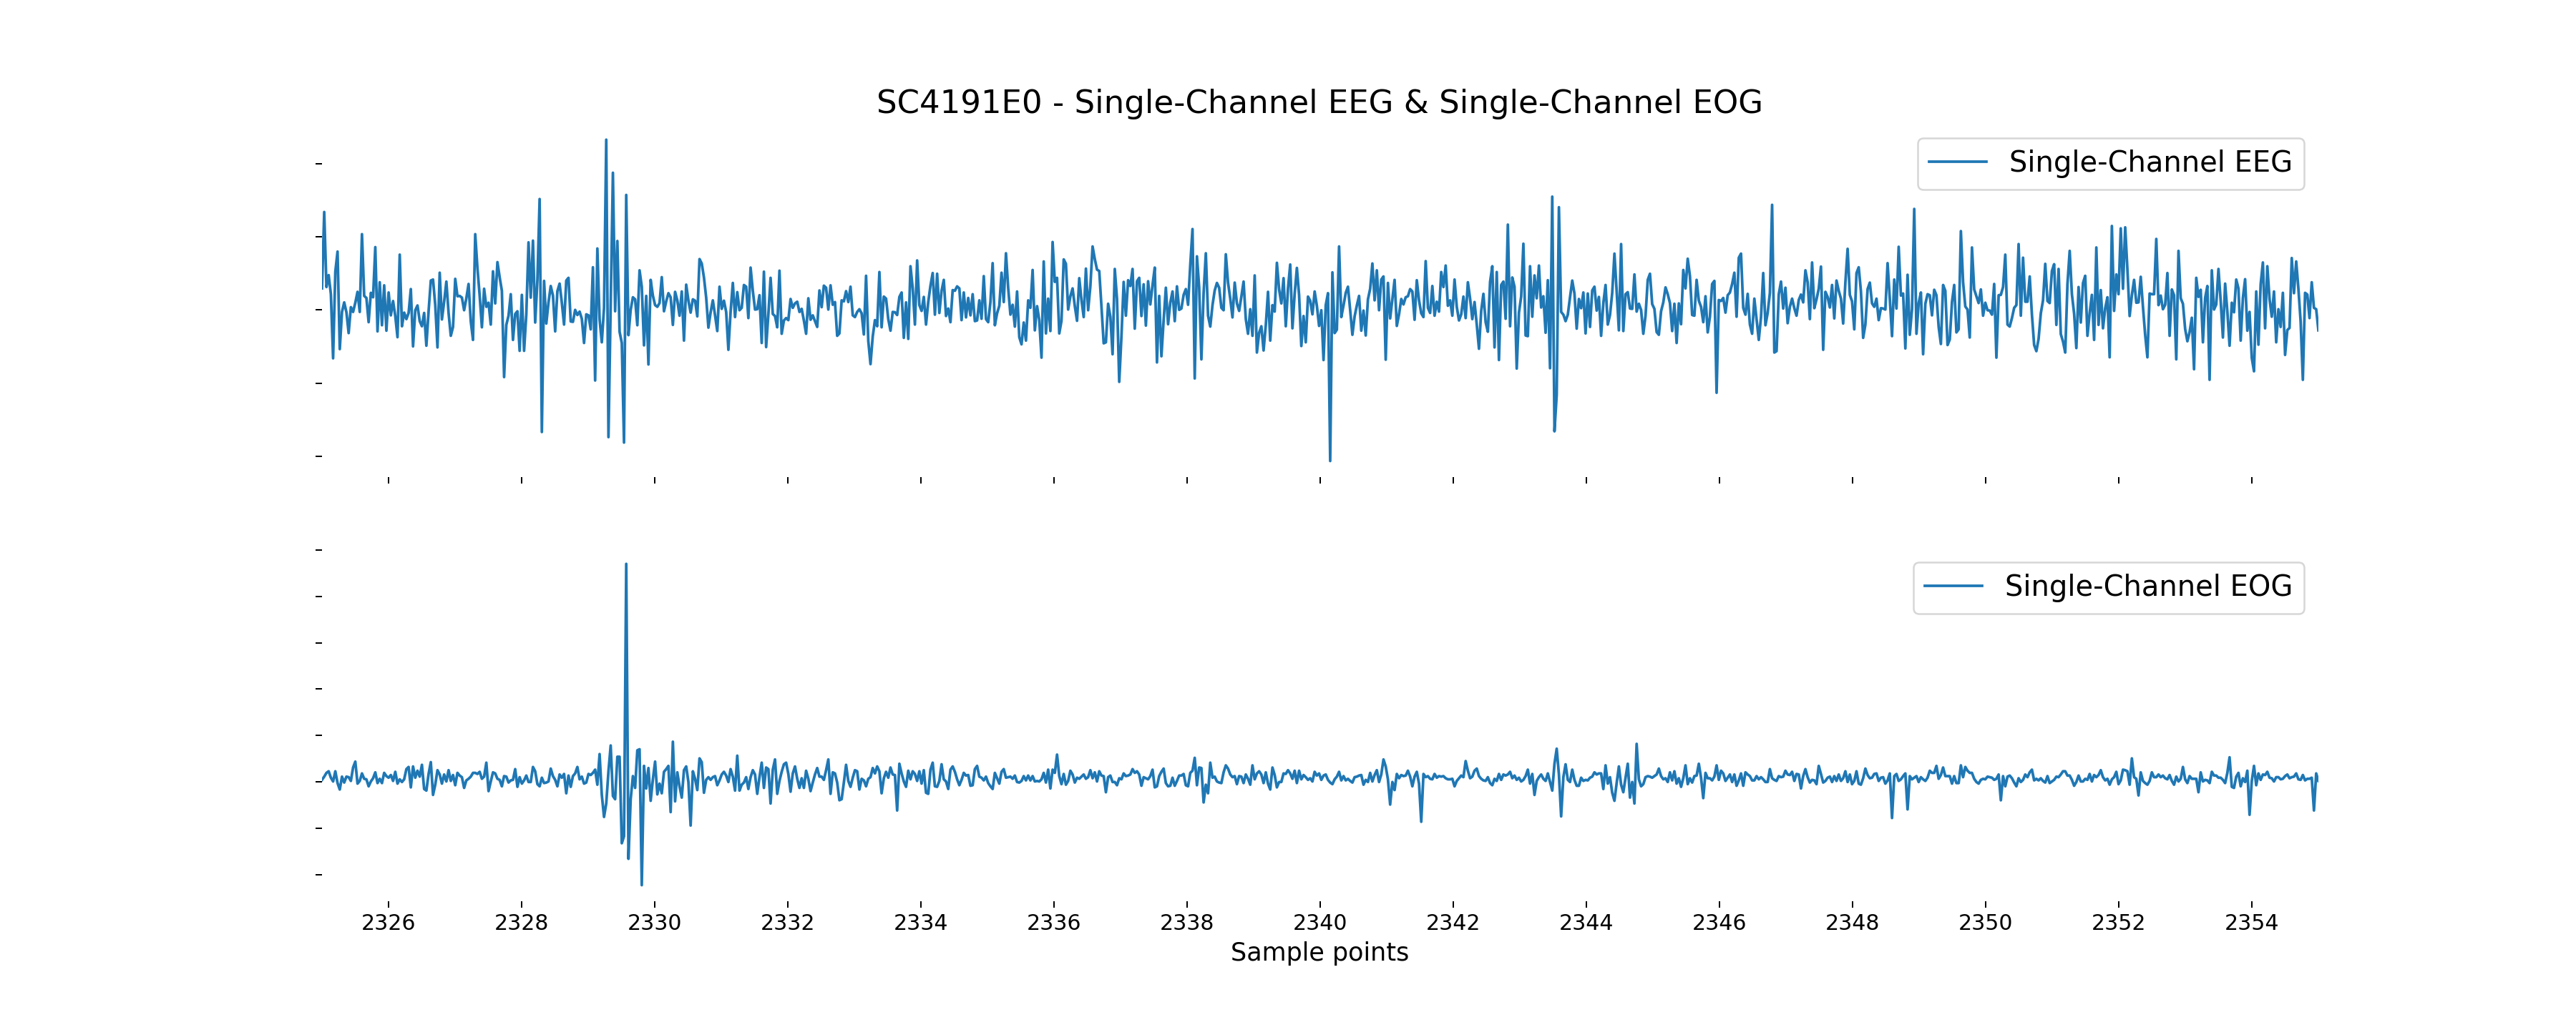 SC4191E0 - Single-Channel EEG & Single-Channel EOG
Single-Channel EEG
Single-Channel EOG
2326 2328 2330 2332 2334 2336 2338 2340 2342 2344 2346 2348 2350 2352 2354
Sample points